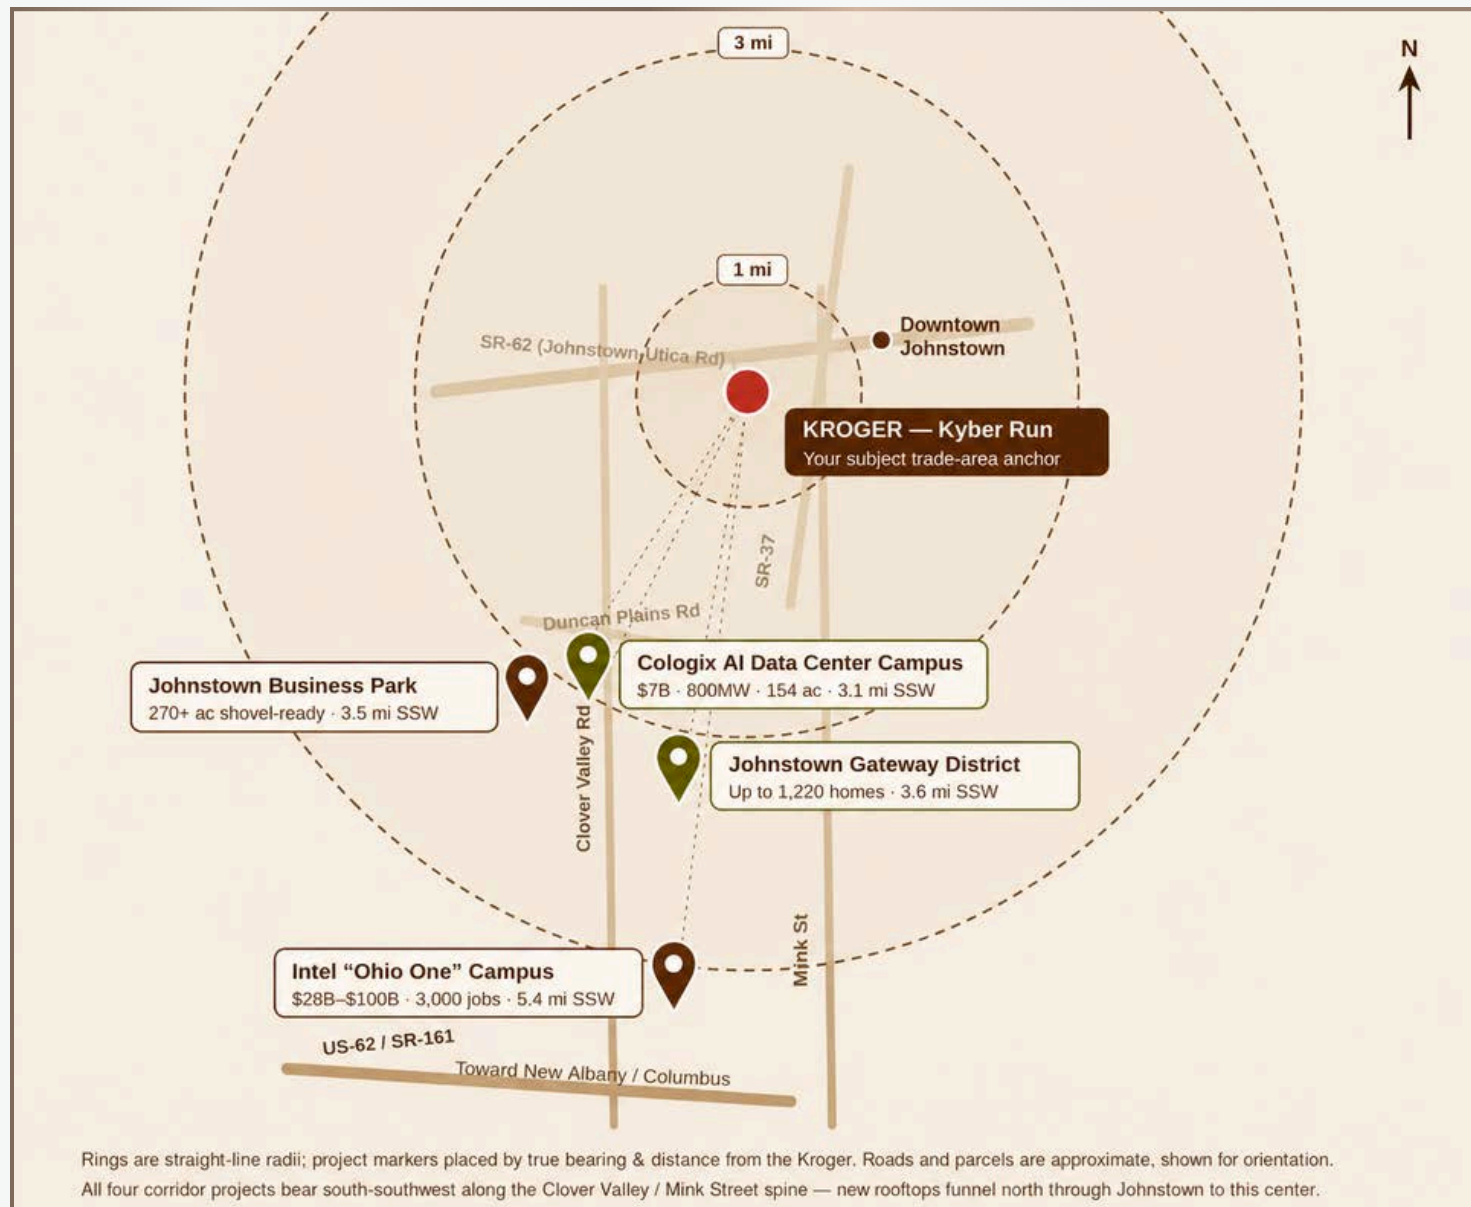 3 mi
N
1 mi
Downtown
Johnstown
SR-62 (Johnstown-Utica Rd)
KROGER — Kyber Run
Your subject trade-area anchor
SR-37
Duncan Plains Rd
Cologix AI Data Center Campus
$7B · 800MW · 154 ac · 3.1 mi SSW
Johnstown Business Park
270+ ac shovel-ready · 3.5 mi SSW
Clover Valley Rd
Johnstown Gateway District
Up to 1,220 homes · 3.6 mi SSW
Mink St
Intel “Ohio One” Campus
$28B–$100B · 3,000 jobs · 5.4 mi SSW
US-62 / SR-161
Toward New Albany / Columbus
Rings are straight-line radii; project markers placed by true bearing & distance from the Kroger. Roads and parcels are approximate, shown for orientation.
All four corridor projects bear south-southwest along the Clover Valley / Mink Street spine — new rooftops funnel north through Johnstown to this center.